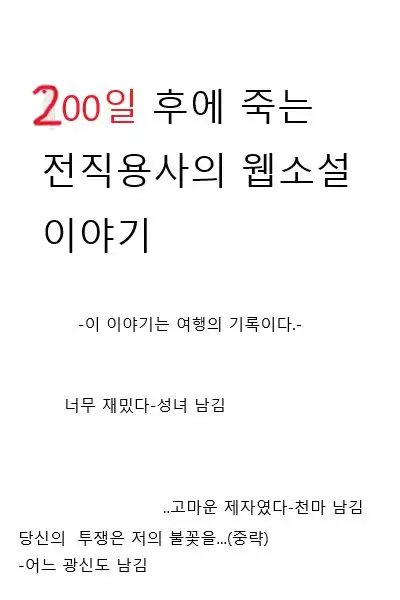 200일 후에 죽는
전직용사의 웹소설
이야기
-이 이야기는 여행의 기록이다.-
너무 재밌다-성녀 남김
..고마운 제자였다-천마 남김
당신의  투쟁은 저의 불꽃을...(중략)
-어느 광신도 남김